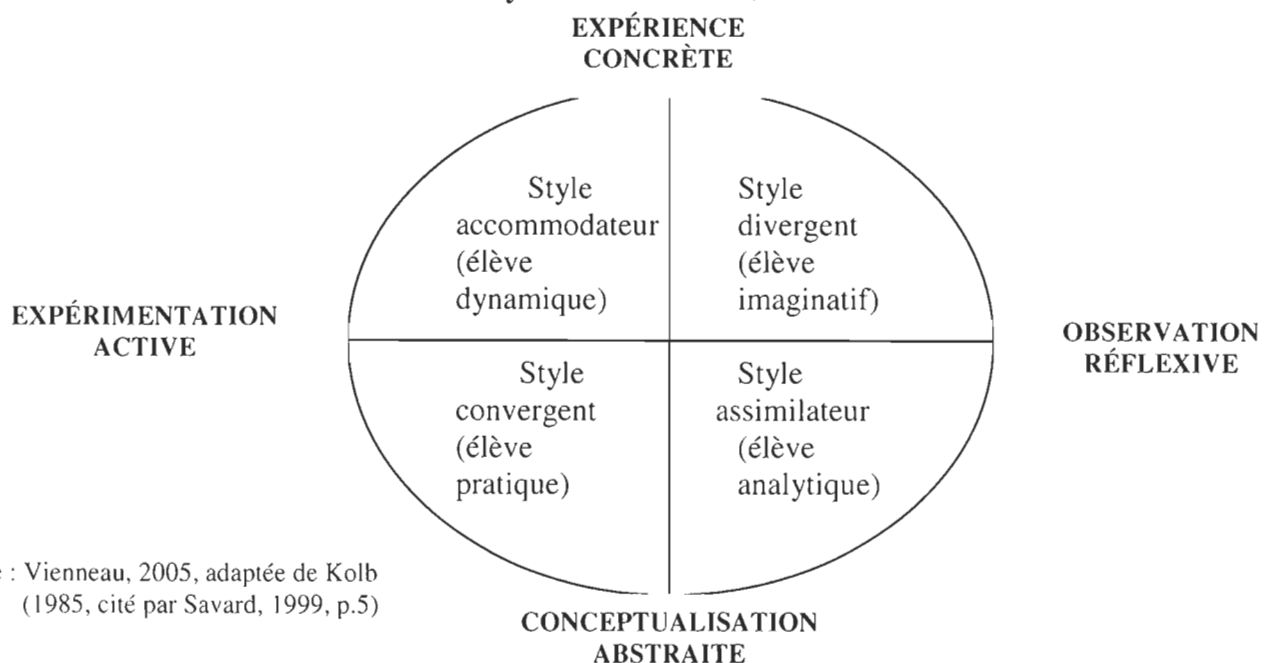 EXPÉRIENCE
CONCRÈTE
Style
accommodateur
(élève
dynamique)
Style
divergent
(élève
imaginatif)
EXPÉRIMENTATION
ACTIVE
OBSERVATION
RÉFLEXIVE
Style
convergent
(élève
pratique)
Style
assimilateur
(élève
analytique)
: Vienneau, 2005, adaptée de Kolb
(1985, cité par Savard, 1999, p.5)
CONCEPTUALISATION
ABSTRAITE